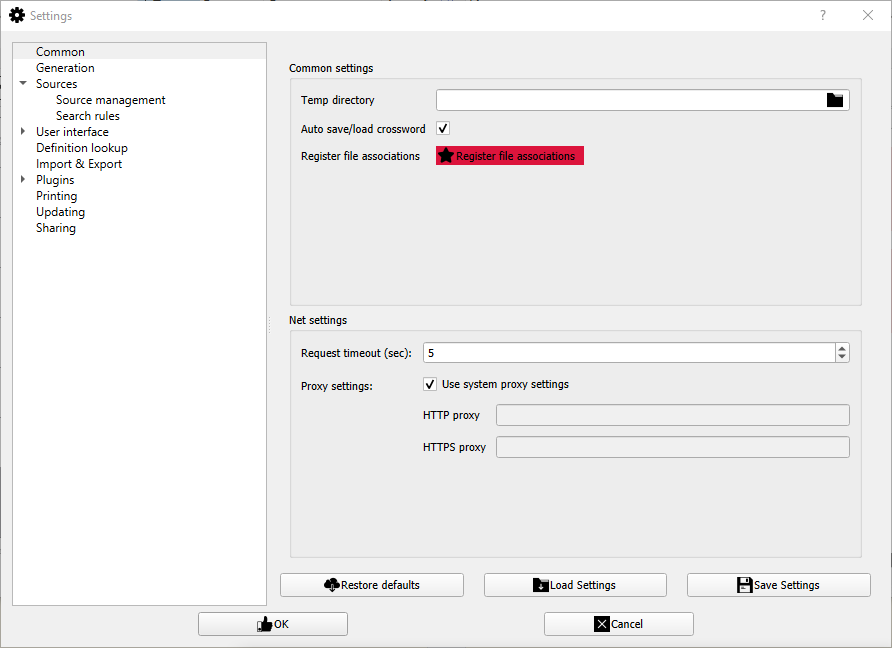 Settings
?
Common
Generation
Sources
Source management
Search rules
User interface
Definition lookup
Import & Export
Plugins
Printing
Updating
Sharing
Common settings
Temp directory
Auto save/load crossword
Register file associations
Register file associations
Net settings
Request timeout (sec): 5
Proxy settings: Use system proxy settings
HTTP proxy
HTTPS proxy
Restore defaults
Load Settings
Save Settings
OK
Cancel